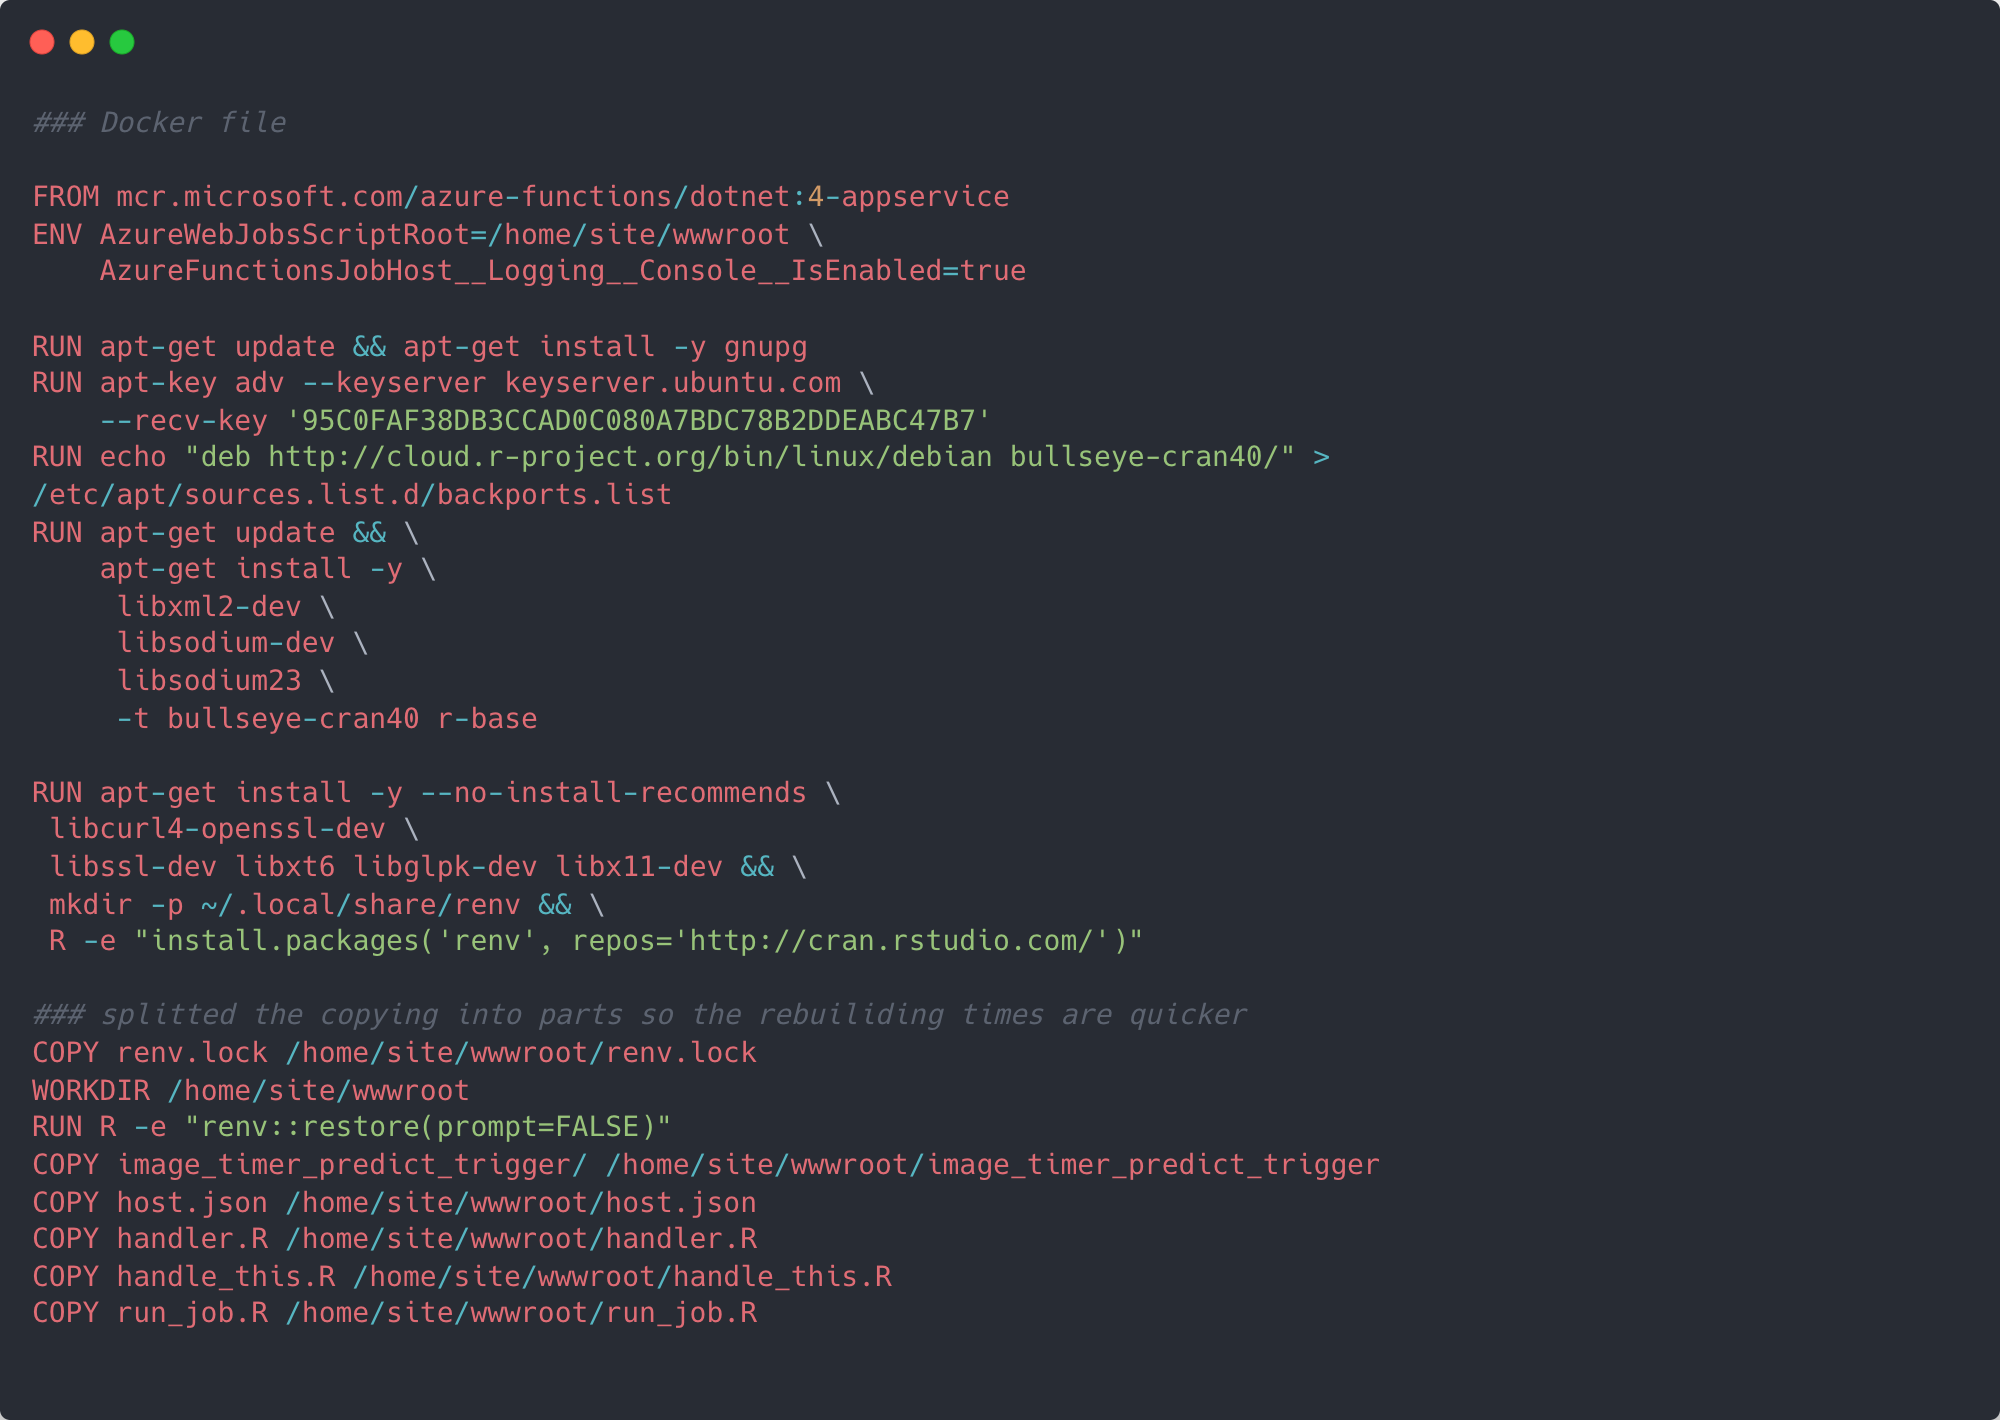 ### Docker file
FROM mcr.microsoft.com/azure-functions/dotnet:4-appservice
ENV AzureWebJobsScriptRoot=/home/site/wwwroot \
    AzureFunctionsJobHost__Logging__Console__IsEnabled=true
RUN apt-get update && apt-get install -y gnupg
RUN apt-key adv --keyserver keyserver.ubuntu.com \
    --recv-key '95C0FAF38DB3CCAD0C080A7BDC78B2DDEABC47B7'
RUN echo "deb http://cloud.r-project.org/bin/linux/debian bullseye-cran40/" >
/etc/apt/sources.list.d/backports.list
RUN apt-get update && \
    apt-get install -y \
     libxml2-dev \
     libsodium-dev \
     libsodium23 \
     -t bullseye-cran40 r-base
RUN apt-get install -y --no-install-recommends \
 libcurl4-openssl-dev \
 libssl-dev libxt6 libglpk-dev libx11-dev && \
 mkdir -p ~/.local/share/renv && \
 R -e "install.packages('renv', repos='http://cran.rstudio.com/')"
### splitted the copying into parts so the rebuiliding times are quicker
COPY renv.lock /home/site/wwwroot/renv.lock
WORKDIR /home/site/wwwroot
RUN R -e "renv::restore(prompt=FALSE)"
COPY image_timer_predict_trigger/ /home/site/wwwroot/image_timer_predict_trigger
COPY host.json /home/site/wwwroot/host.json
COPY handler.R /home/site/wwwroot/handler.R
COPY handle_this.R /home/site/wwwroot/handle_this.R
COPY run_job.R /home/site/wwwroot/run_job.R